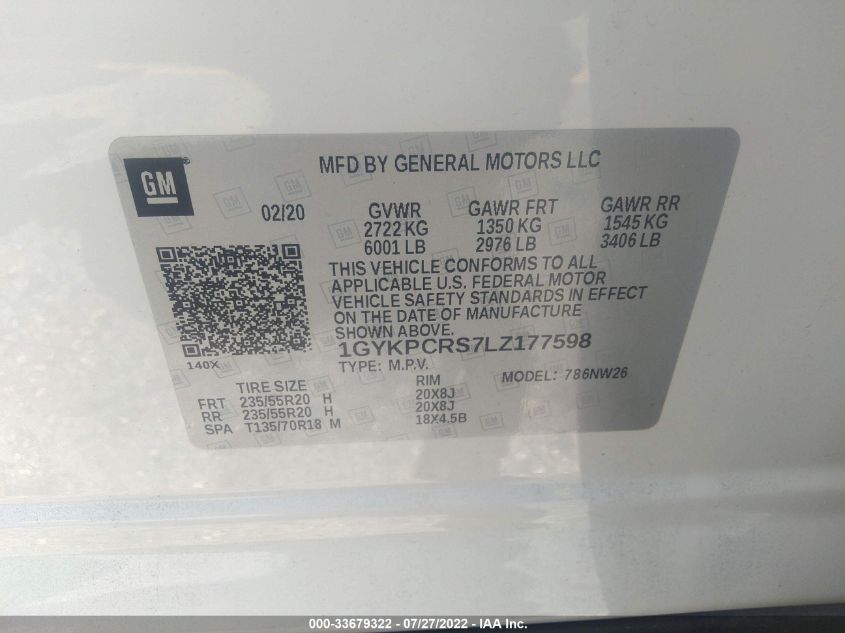 GM
®
MFD BY GENERAL MOTORS LLC
02/20 GVWR GAWR FRT GAWR RR
2722 KG 1350 KG 1545 KG
6001 LB 2976 LB 3406 LB
THIS VEHICLE CONFORMS TO ALL
APPLICABLE U.S. FEDERAL MOTOR
VEHICLE SAFETY STANDARDS IN EFFECT
ON THE DATE OF MANUFACTURE
SHOWN ABOVE.
1GYKPCRS7LZ177598
140X
TYPE: M.P.V. MODEL: 786NW26
TIRE SIZE RIM
FRT 235/55R20 H 20X8J
RR 235/55R20 H 20X8J
SPA T135/70R18 M 18X4.5B
000-33679322 - 07/27/2022 - IAA Inc.